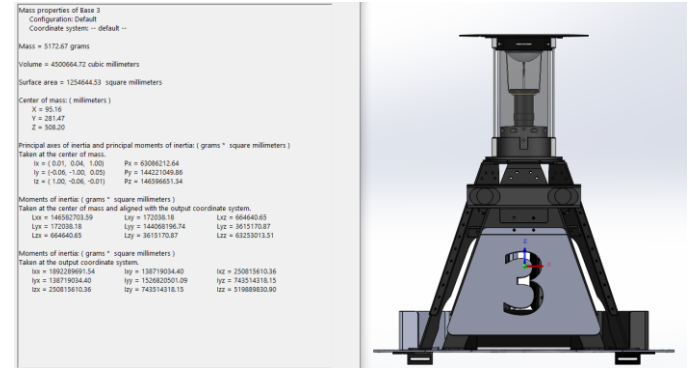 Mass properties of Base 3
Configuration: Default
Coordinate system: -- default --
Mass = 5172.67 grams
Volume = 4500664.72 cubic millimeters
Surface area = 1254644.53 square millimeters
Center of mass: ( millimeters )
X = 95.16
Y = 281.47
Z = 508.20
Principal axes of inertia and principal moments of inertia: ( grams * square millimeters )
Taken at the center of mass.
Ix = ( 0.01, 0.04, 1.00) Px = 63086212.64
Iy = (-0.06, -1.00, 0.05) Py = 144221049.86
Iz = ( 1.00, -0.06, -0.01) Pz = 146596651.34
Moments of inertia: ( grams * square millimeters )
Taken at the center of mass and aligned with the output coordinate system.
Lxx = 146582703.59 Lxy = 172038.18 Lxz = 664640.65
Lyx = 172038.18 Lyy = 144068196.74 Lyz = 3615170.87
Lzx = 664640.65 Lzy = 3615170.87 Lzz = 63253013.51
Moments of inertia: ( grams * square millimeters )
Taken at the output coordinate system.
Ixx = 1892289691.54 Ixy = 138719034.40 Ixz = 250815610.36
Iyx = 138719034.40 Iyy = 1526820501.09 Iyz = 743514318.15
Izx = 250815610.36 Izy = 743514318.15 Izz = 519889830.90
3